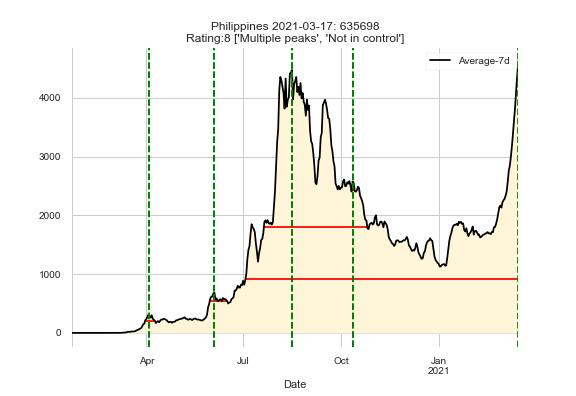 Philippines 2021-03-17: 635698
Rating:8 ['Multiple peaks', 'Not in control']
Average-7d
4000
3000
2000
1000
0
Apr
Jul
Oct
Jan
2021
Date